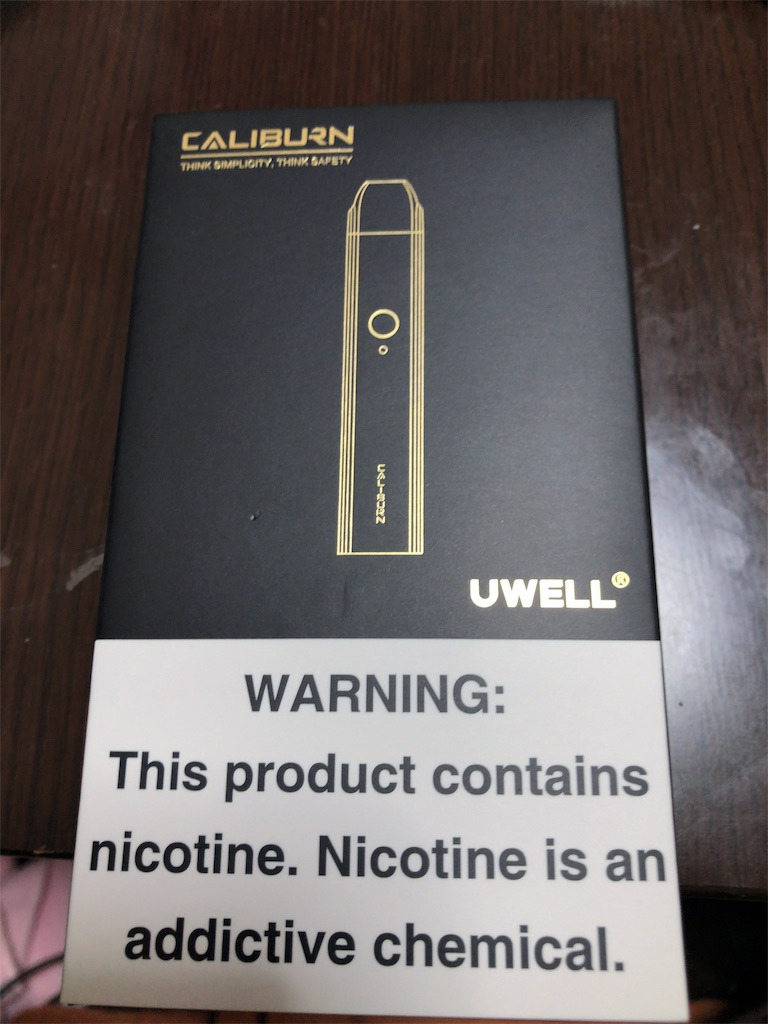 CALIBURN
THINK SIMPLICITY, THINK SAFETY
CALIBURN
UWELL®
WARNING:
This product contains
nicotine. Nicotine is an
addictive chemical.